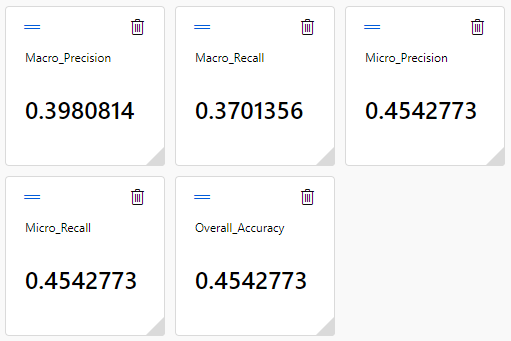 Macro_Precision
0.3980814
Macro_Recall
0.3701356
Micro_Precision
0.4542773
Micro_Recall
0.4542773
Overall_Accuracy
0.4542773